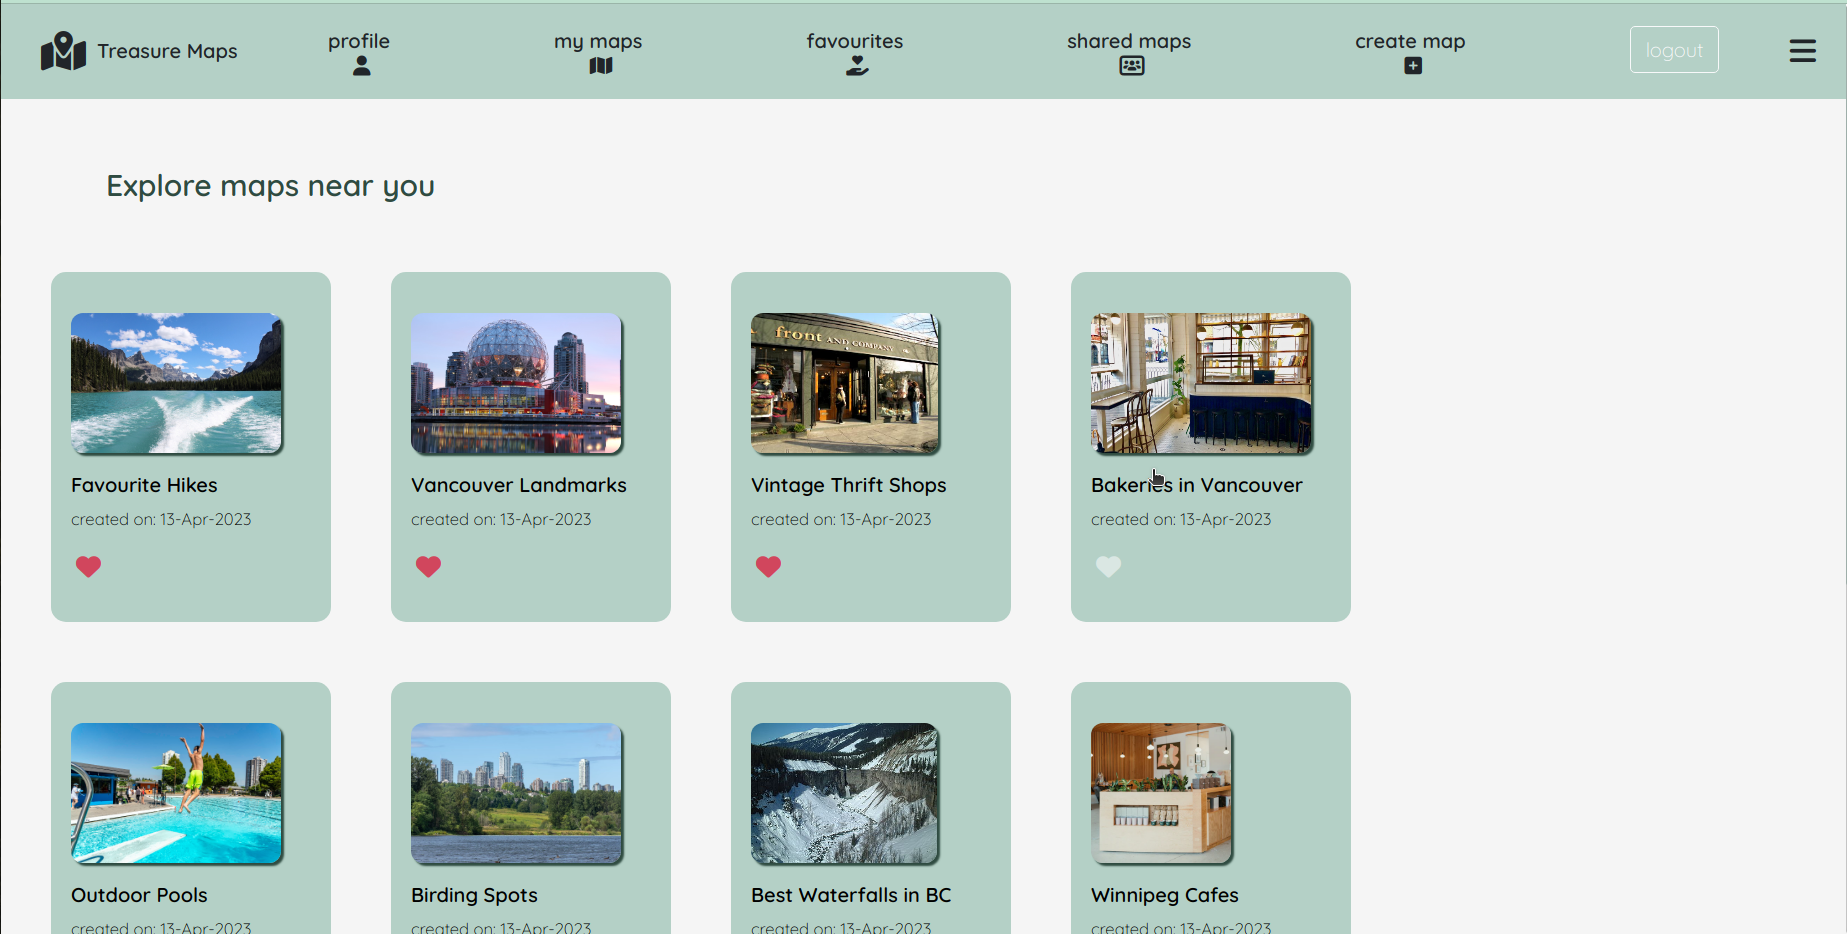 Treasure Maps
profile
my maps
favourites
shared maps
create map
logout
Explore maps near you
front AND COMPANY
Favourite Hikes
Vancouver Landmarks
Vintage Thrift Shops
Bakeries in Vancouver
created on: 13-Apr-2023
created on: 13-Apr-2023
created on: 13-Apr-2023
created on: 13-Apr-2023
Outdoor Pools
Birding Spots
Best Waterfalls in BC
Winnipeg Cafes
created on: 13-Apr-2023
created on: 13-Apr-2023
created on: 13-Apr-2023
created on: 13-Apr-2023